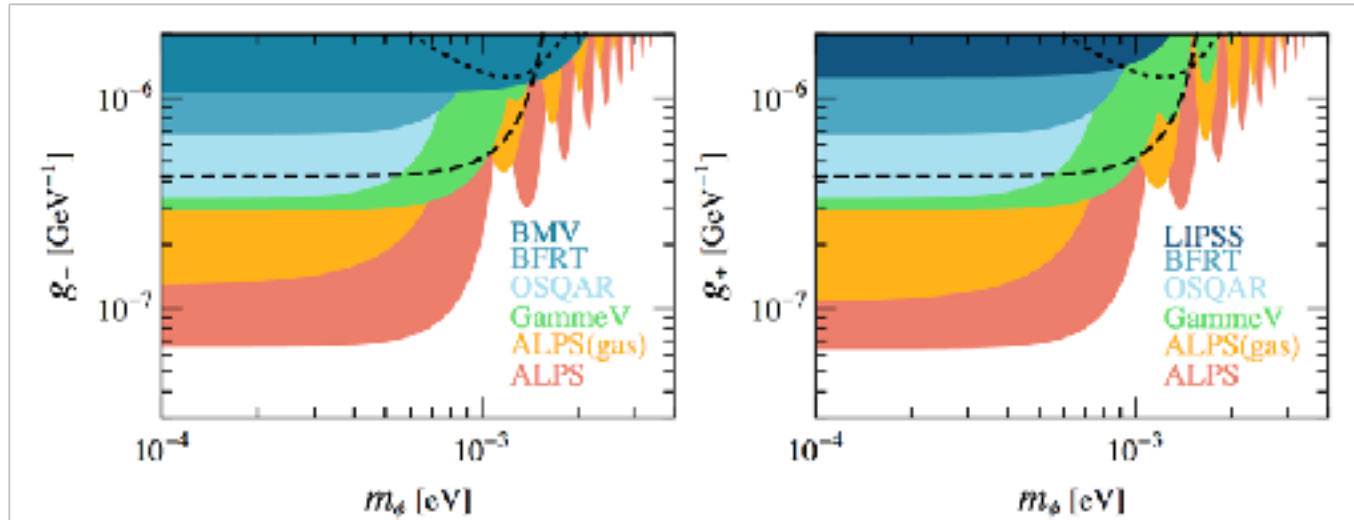 g₋ [GeV⁻¹]
10⁻⁶
10⁻⁷
BMV
BFRT
OSQAR
GammeV
ALPS(gas)
ALPS
10⁻⁴
10⁻³
m_ϕ [eV]
g₊ [GeV⁻¹]
10⁻⁶
10⁻⁷
LIPSS
BFRT
OSQAR
GammeV
ALPS(gas)
ALPS
10⁻⁴
10⁻³
m_ϕ [eV]